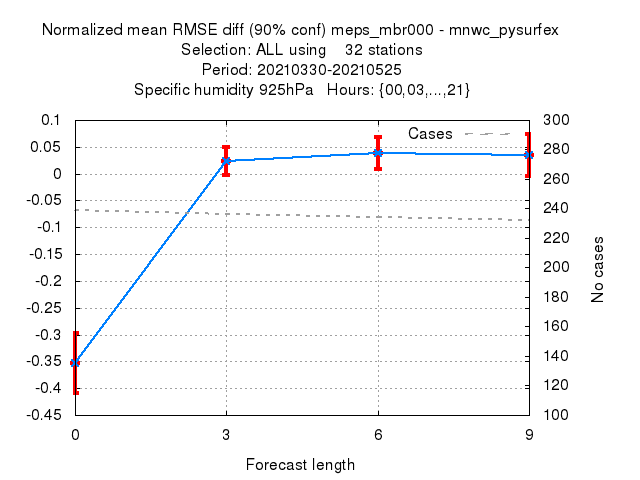 Normalized mean RMSE diff (90% conf) meps_mbr000 - mnwc_pysurfex
Selection: ALL using 32 stations
Period: 20210330-20210525
Specific humidity 925hPa Hours: {00,03,...,21}
0.1 300
Cases
0.05 280
0 260
-0.05
-0.1 240
-0.15 220
-0.2 200
-0.25 180
-0.3 160
-0.35 140
-0.4 120
-0.45 100
No cases
0 3 6 9
Forecast length